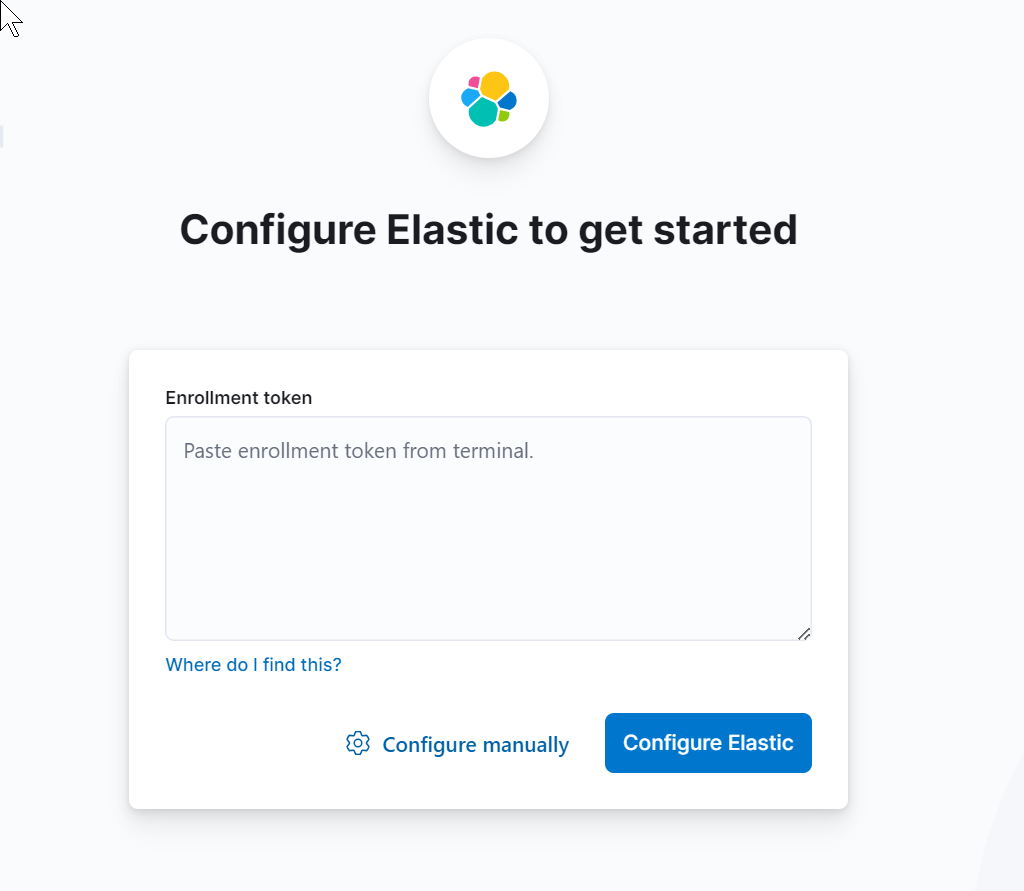 Configure Elastic to get started
Enrollment token
Paste enrollment token from terminal.
Where do I find this?
Configure manually
Configure Elastic